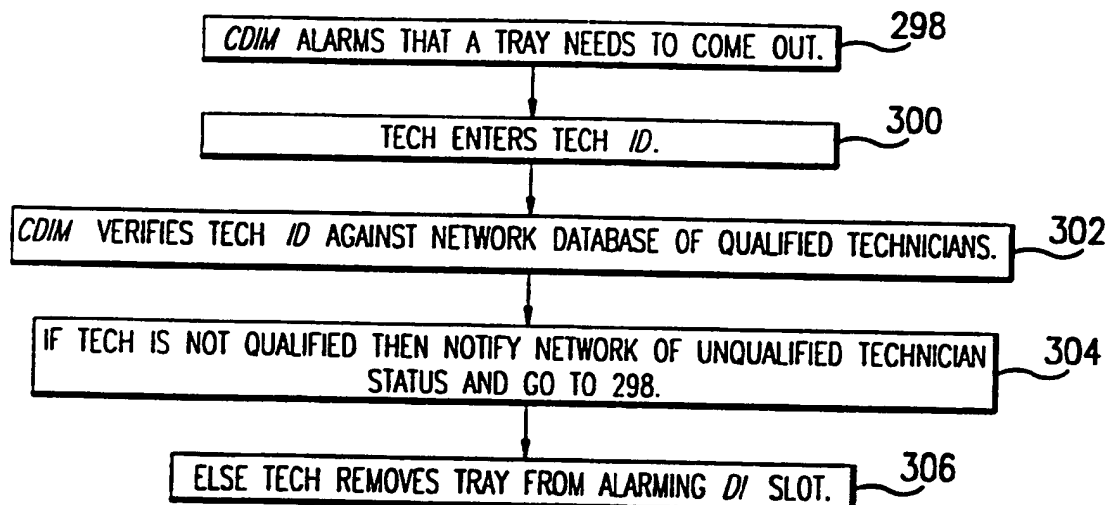 CDIM ALARMS THAT A TRAY NEEDS TO COME OUT.
298
TECH ENTERS TECH ID.
300
CDIM VERIFIES TECH ID AGAINST NETWORK DATABASE OF QUALIFIED TECHNICIANS.
302
IF TECH IS NOT QUALIFIED THEN NOTIFY NETWORK OF UNQUALIFIED TECHNICIAN
STATUS AND GO TO 298.
304
ELSE TECH REMOVES TRAY FROM ALARMING DI SLOT.
306